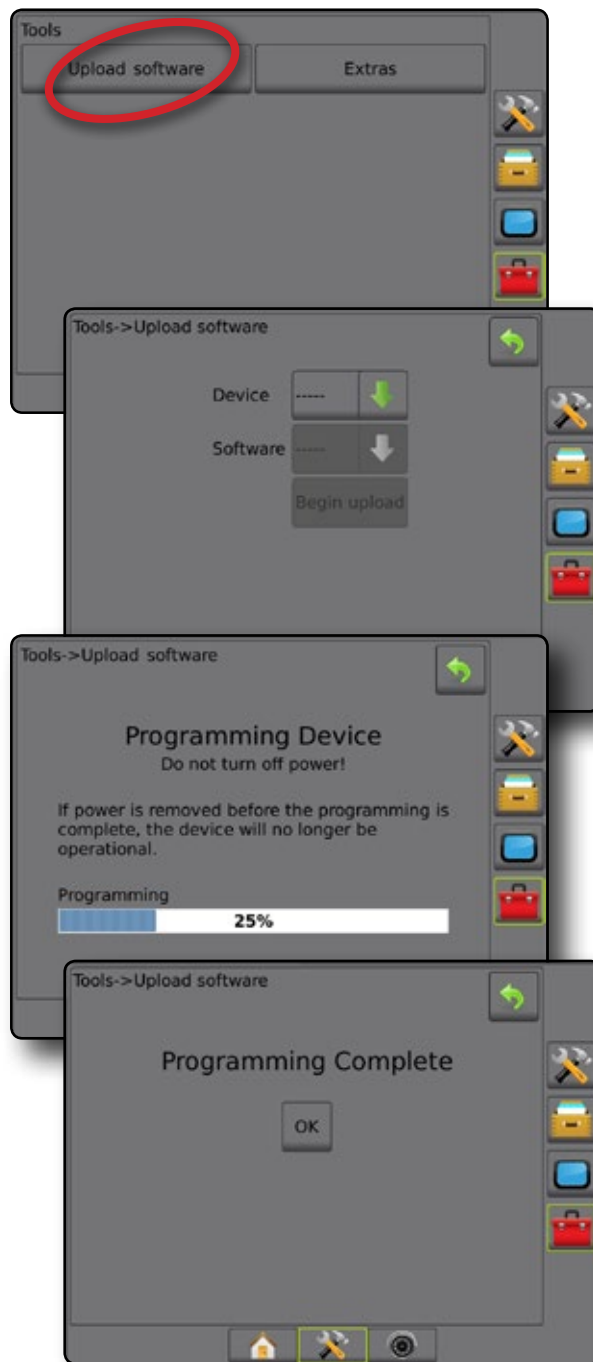 Tools
Upload software
Extras
Tools->Upload software
Device -----
Software -----
Begin upload
Tools->Upload software
Programming Device
Do not turn off power!
If power is removed before the programming is
complete, the device will no longer be
operational.
Programming
25%
Tools->Upload software
Programming Complete
OK